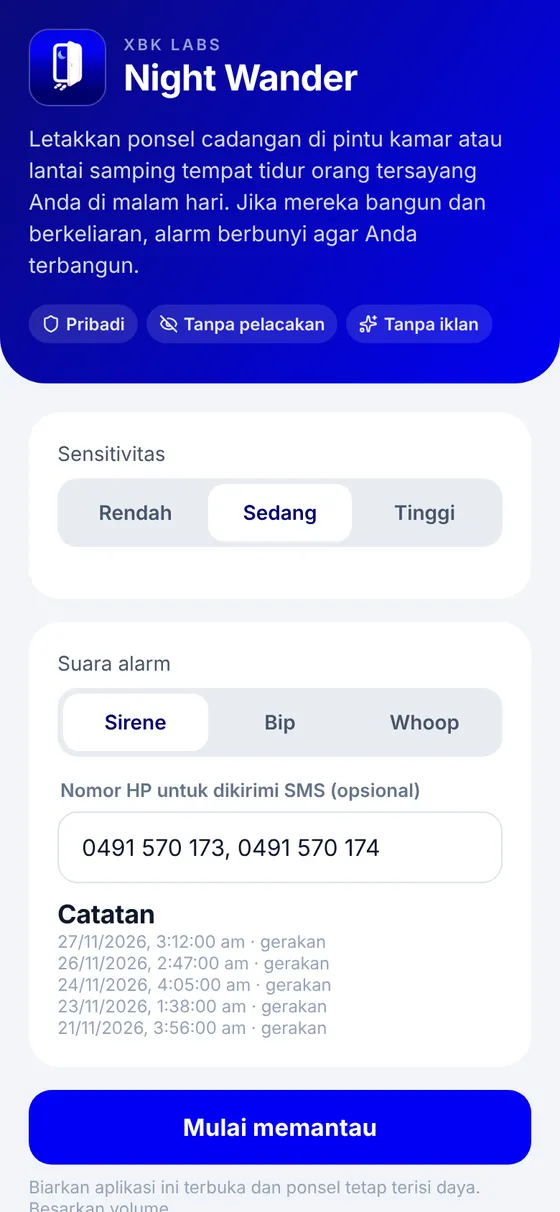 XBK LABS
Night Wander
Letakkan ponsel cadangan di pintu kamar atau
lantai samping tempat tidur orang tersayang
Anda di malam hari. Jika mereka bangun dan
berkeliaran, alarm berbunyi agar Anda
terbangun.
Pribadi
Tanpa pelacakan
Tanpa iklan
Sensitivitas
Rendah
Sedang
Tinggi
Suara alarm
Sirene
Bip
Whoop
Nomor HP untuk dikirimi SMS (opsional)
0491 570 173, 0491 570 174
Catatan
27/11/2026, 3:12:00 am · gerakan
26/11/2026, 2:47:00 am · gerakan
24/11/2026, 4:05:00 am · gerakan
23/11/2026, 1:38:00 am · gerakan
21/11/2026, 3:56:00 am · gerakan
Mulai memantau
Biarkan aplikasi ini terbuka dan ponsel tetap terisi daya.
Besarkan volume